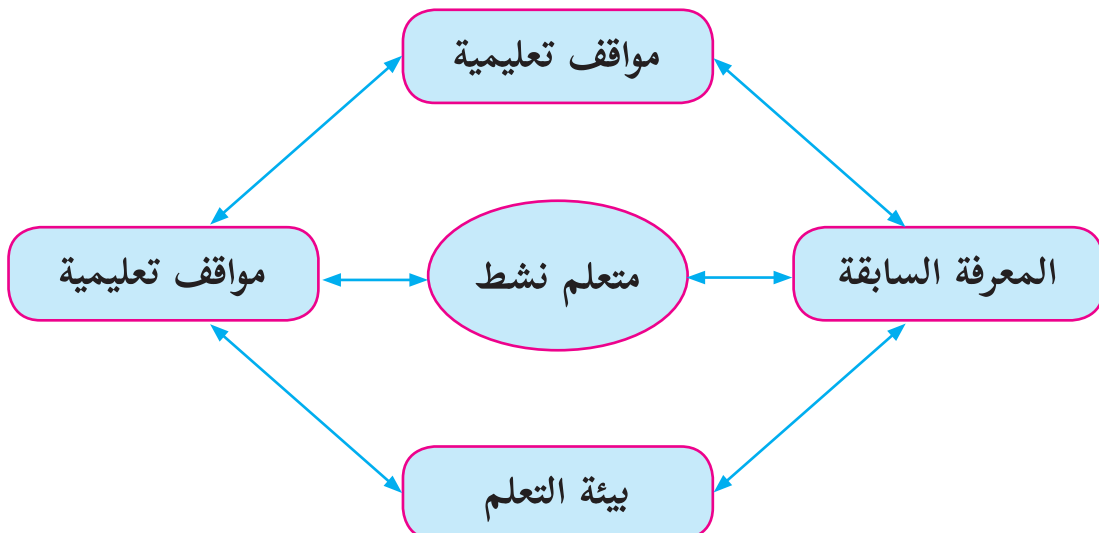 مواقف تعليمية
المعرفة السابقة
متعلم نشط
مواقف تعليمية
بيئة التعلم